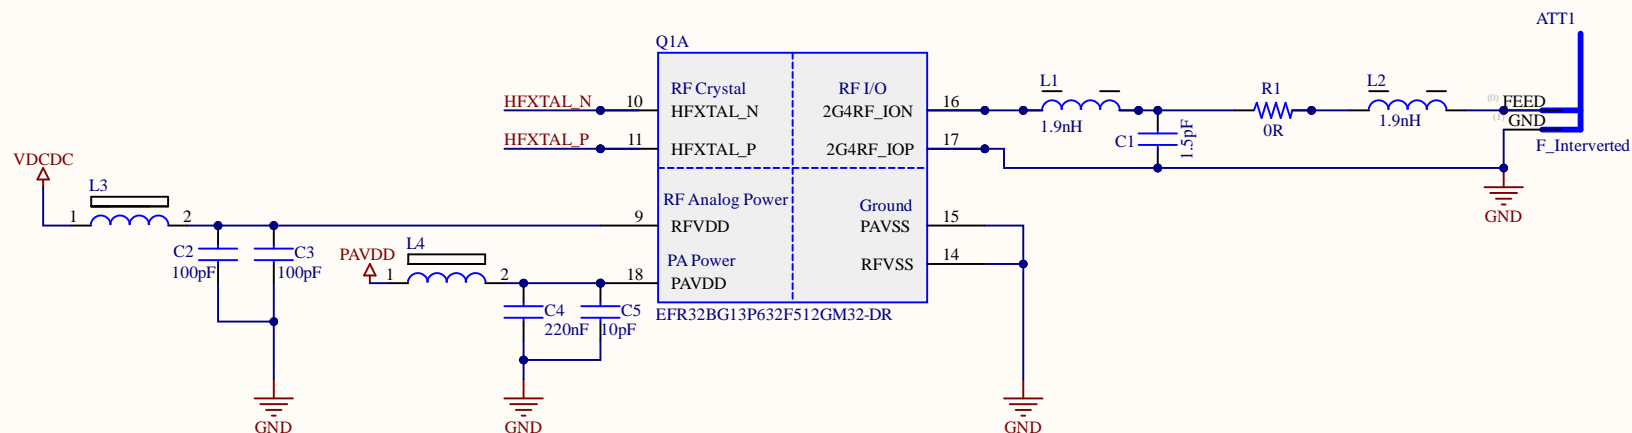 ATT1
Q1A
RF Crystal
RF I/O
L1
R1
L2
HFXTAL_N
10
HFXTAL_N
2G4RF_ION
16
1.9nH
C1
1.5pF
0R
1.9nH
(0)
FEED
(1)
GND
HFXTAL_P
11
HFXTAL_P
2G4RF_IOP
17
F_Interverted
VDCDC
L3
1
2
RF Analog Power
Ground
GND
9
RFVDD
PAVSS
15
C2
100pF
C3
100pF
PAVDD
L4
1
2
PA Power
RFVSS
14
18
PAVDD
C4
220nF
C5
10pF
EFR32BG13P632F512GM32-DR
GND
GND
GND